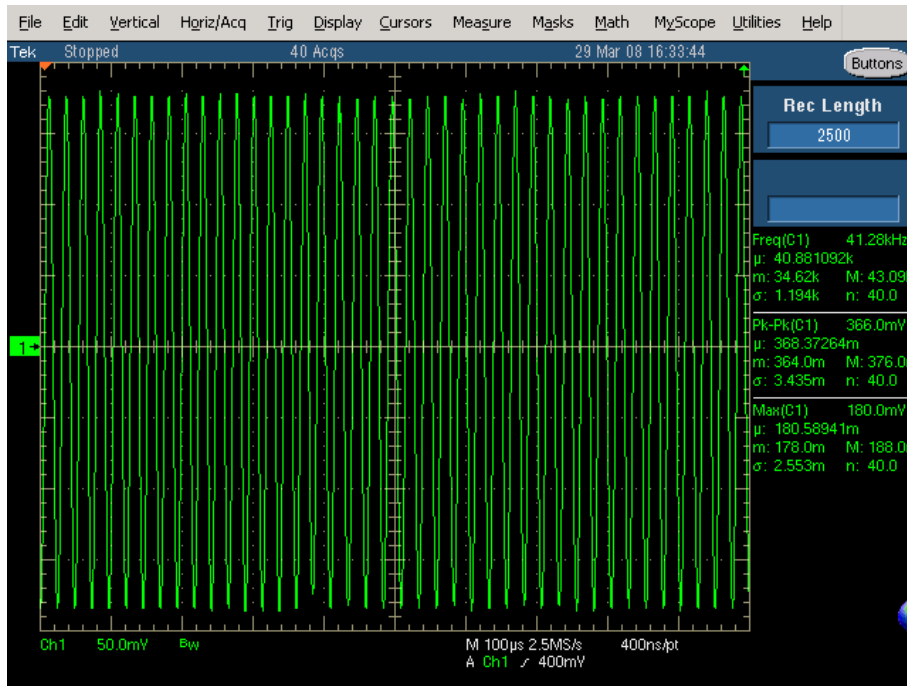 File Edit Vertical Horiz/Acq Trig Display Cursors Measure Masks Math MyScope Utilities Help
Tek Stopped 40 Acqs 29 Mar 08 16:33:44
Buttons
Rec Length
2500
Freq(C1) 41.28kHz
µ: 40.881092k
m: 34.62k M: 43.09
σ: 1.194k n: 40.0
Pk-Pk(C1) 366.0mV
µ: 368.37264m
m: 364.0m M: 376.0
σ: 3.435m n: 40.0
Max(C1) 180.0mV
µ: 180.58941m
m: 178.0m M: 188.0
σ: 2.553m n: 40.0
1
Ch1 50.0mV Bw M 100µs 2.5MS/s 400ns/pt
A Ch1 400mV